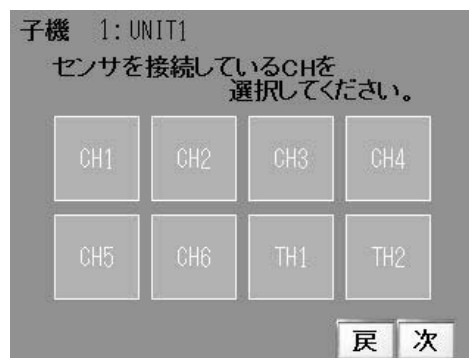 子機 1:UNIT1
センサを接続しているCHを
選択してください。
CH1 CH2 CH3 CH4
CH5 CH6 TH1 TH2
戻 次